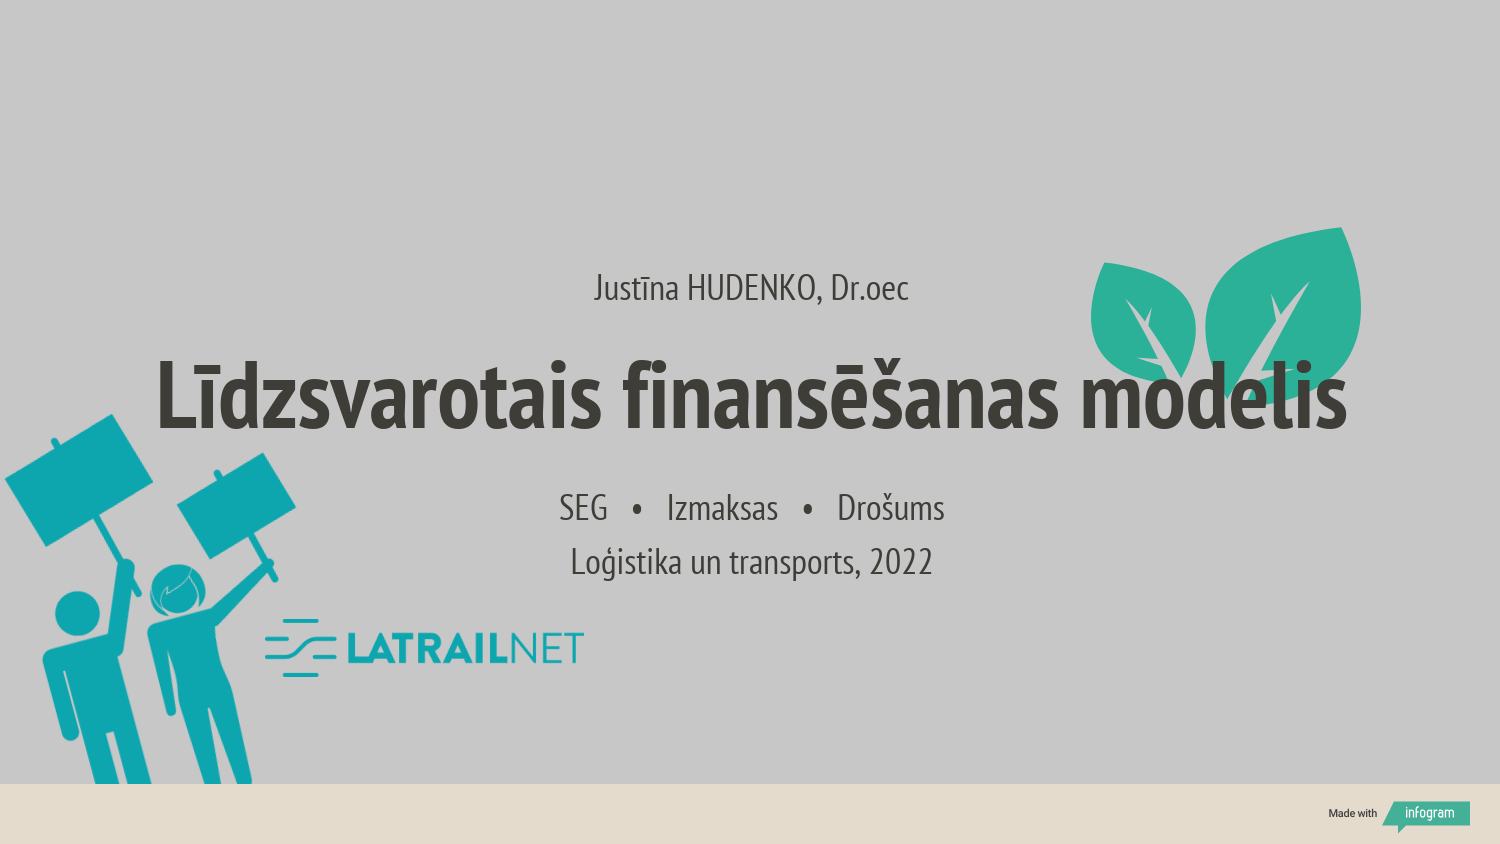 Justīna HUDENKO, Dr.oec
Līdzsvarotais finansēšanas modelis
SEG • Izmaksas • Drošums
Loģistika un transports, 2022
LATRAILNET
Made with infogram